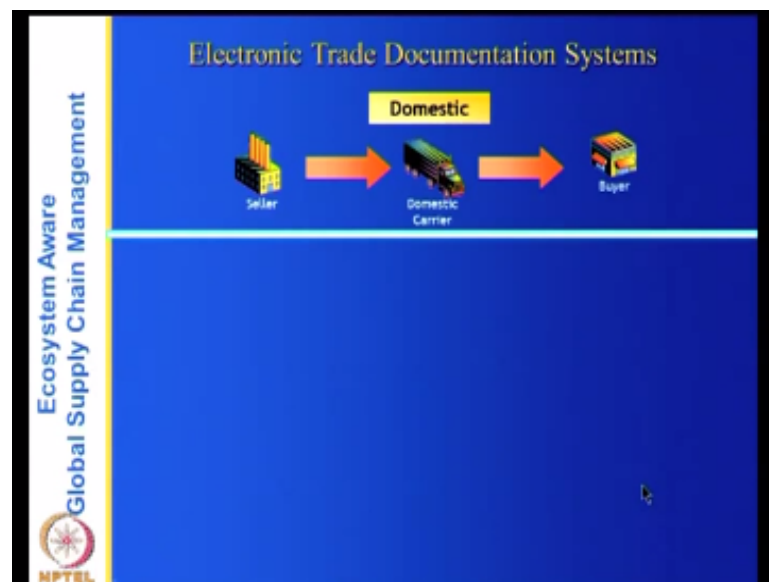 Electronic Trade Documentation Systems
Domestic
Seller
Domestic
Carrier
Buyer
Ecosystem Aware
Global Supply Chain Management
NPTEL